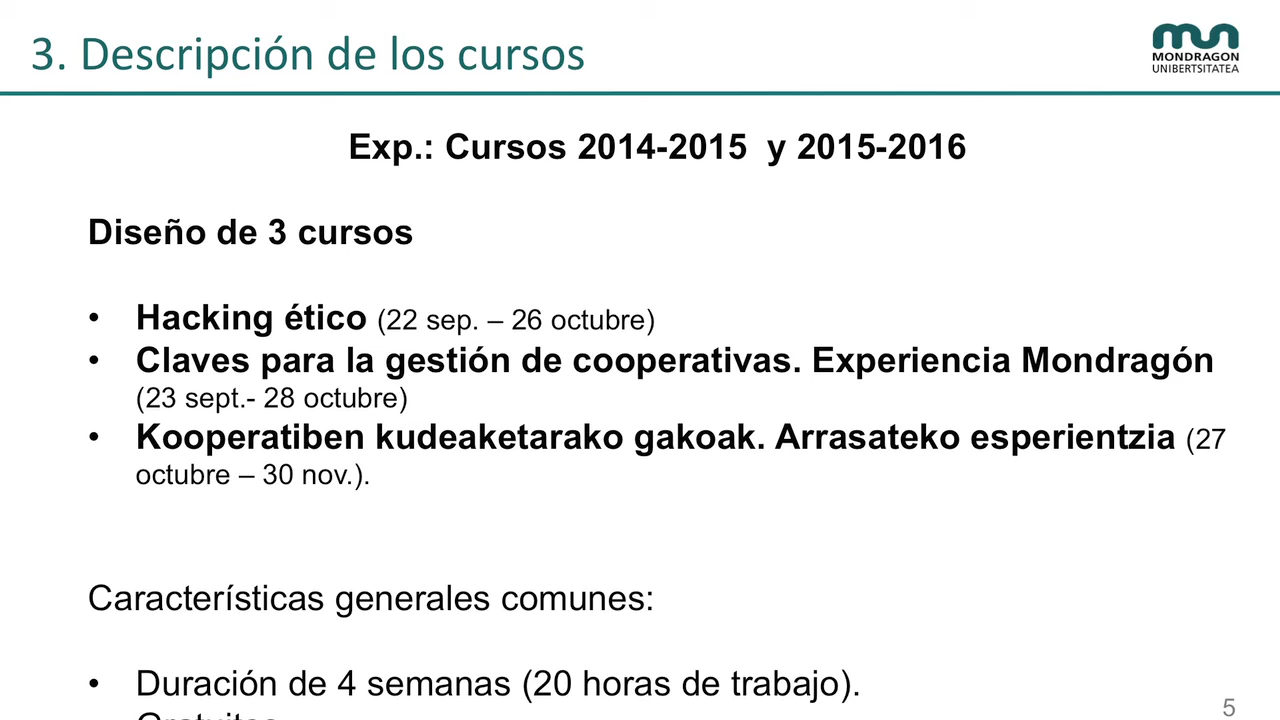 3. Descripción de los cursos
MONDRAGON
UNIBERTSITATEA
Exp.: Cursos 2014-2015 y 2015-2016
Diseño de 3 cursos
• Hacking ético (22 sep. – 26 octubre)
• Claves para la gestión de cooperativas. Experiencia Mondragón
(23 sept.- 28 octubre)
• Kooperatiben kudeaketarako gakoak. Arrasateko esperientzia (27
octubre – 30 nov.).
Características generales comunes:
• Duración de 4 semanas (20 horas de trabajo).
5